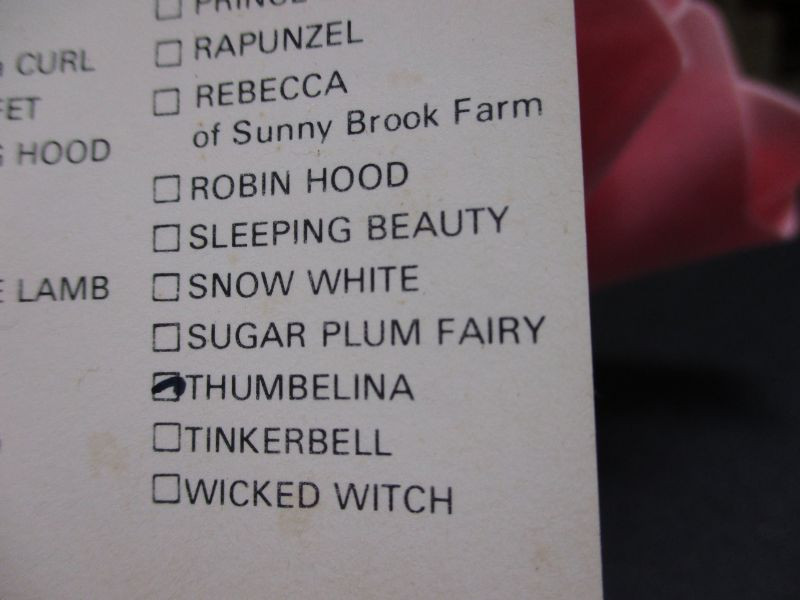 PRINCE
CURL
RAPUNZEL
REBECCA
of Sunny Brook Farm
HOOD
ROBIN HOOD
SLEEPING BEAUTY
LAMB
SNOW WHITE
SUGAR PLUM FAIRY
THUMBELINA
TINKERBELL
WICKED WITCH